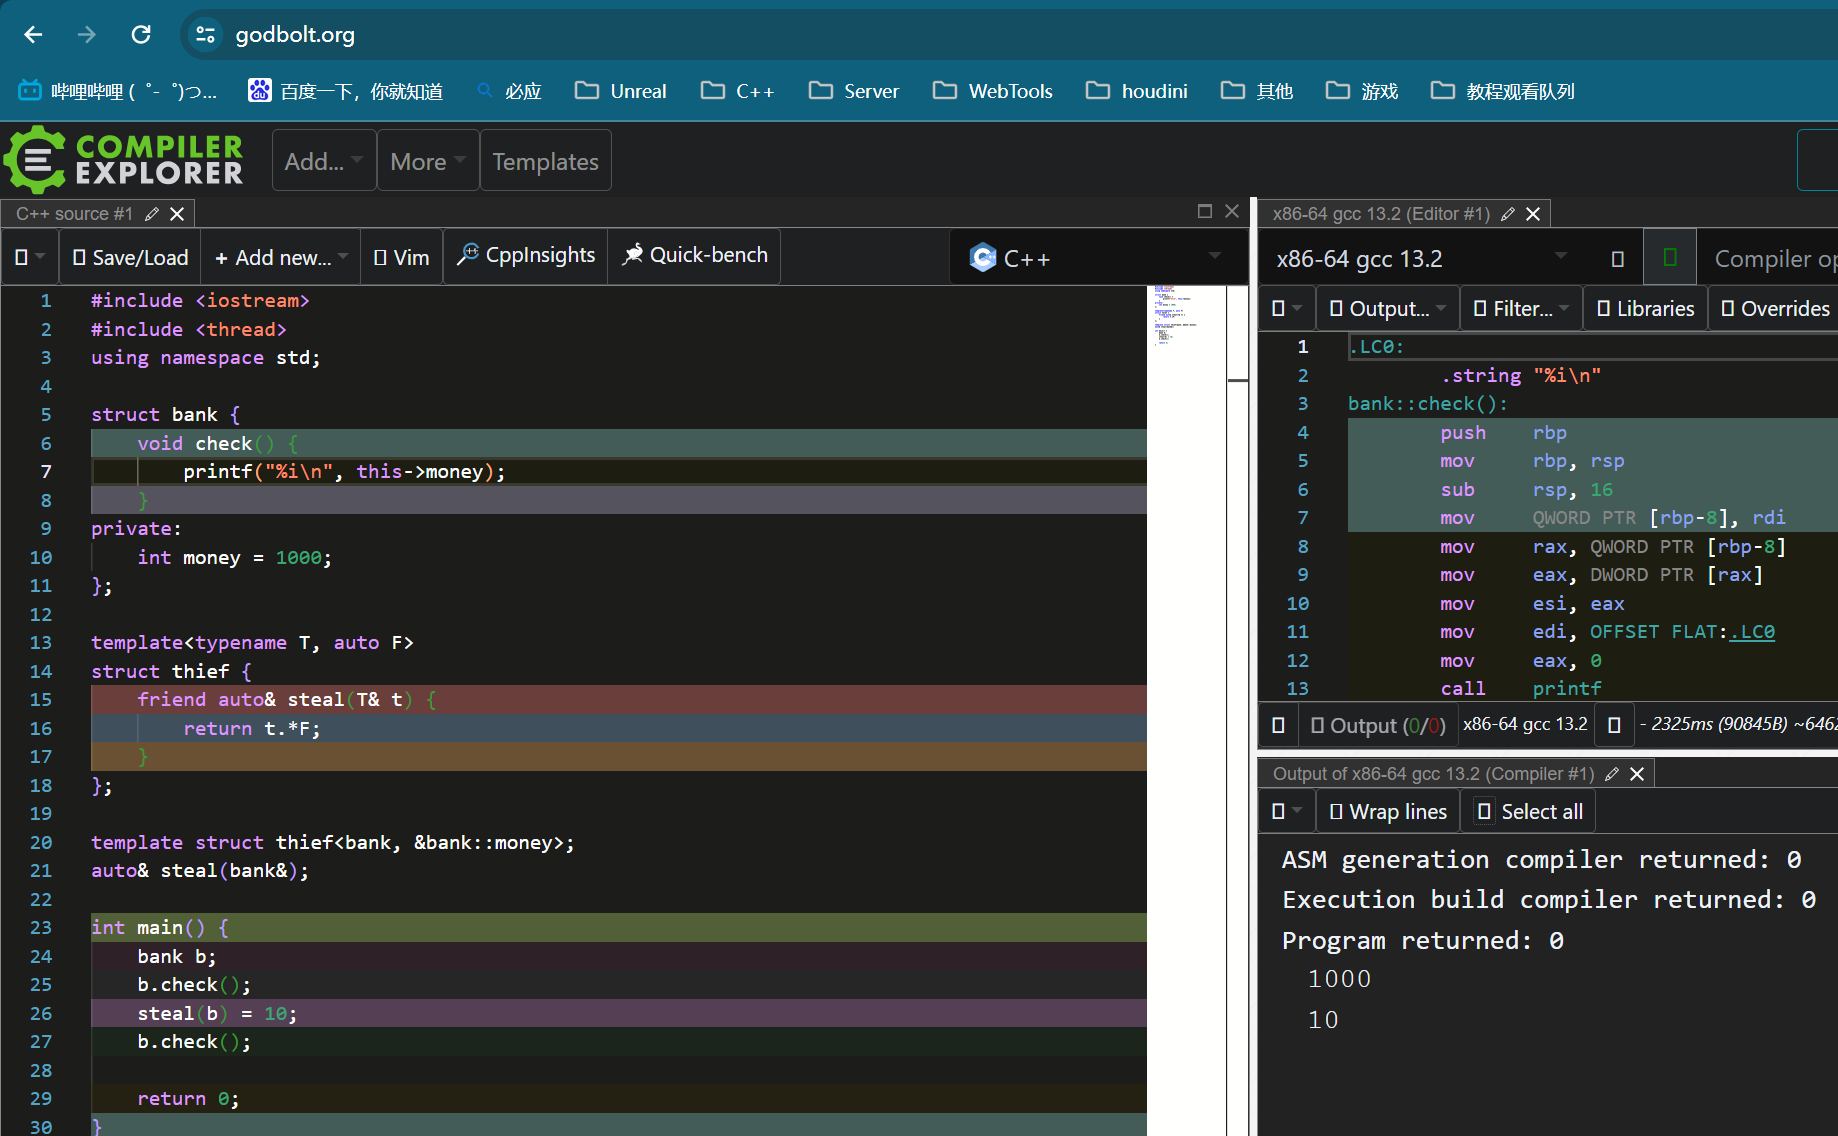 godbolt.org
哔哩哔哩 ( ゜- ゜)つ... 百度一下，你就知道 必应 Unreal C++ Server WebTools houdini 其他 游戏 教程观看队列
COMPILER
EXPLORER
Add... More Templates
C++ source #1
Save/Load + Add new... Vim CppInsights Quick-bench C++
1 #include <iostream>
2 #include <thread>
3 using namespace std;
4
5 struct bank {
6 void check() {
7 printf("%i\n", this->money);
8 }
9 private:
10 int money = 1000;
11 };
12
13 template<typename T, auto F>
14 struct thief {
15 friend auto& steal(T& t) {
16 return t.*F;
17 }
18 };
19
20 template struct thief<bank, &bank::money>;
21 auto& steal(bank&);
22
23 int main() {
24 bank b;
25 b.check();
26 steal(b) = 10;
27 b.check();
28
29 return 0;
30 }
x86-64 gcc 13.2 (Editor #1)
x86-64 gcc 13.2 Compiler op
Output... Filter... Libraries Overrides
1 .LC0:
2 .string "%i\n"
3 bank::check():
4 push rbp
5 mov rbp, rsp
6 sub rsp, 16
7 mov QWORD PTR [rbp-8], rdi
8 mov rax, QWORD PTR [rbp-8]
9 mov eax, DWORD PTR [rax]
10 mov esi, eax
11 mov edi, OFFSET FLAT:.LC0
12 mov eax, 0
13 call printf
Output (0/0) x86-64 gcc 13.2 - 2325ms (90845B) ~6462
Output of x86-64 gcc 13.2 (Compiler #1)
Wrap lines Select all
ASM generation compiler returned: 0
Execution build compiler returned: 0
Program returned: 0
1000
10